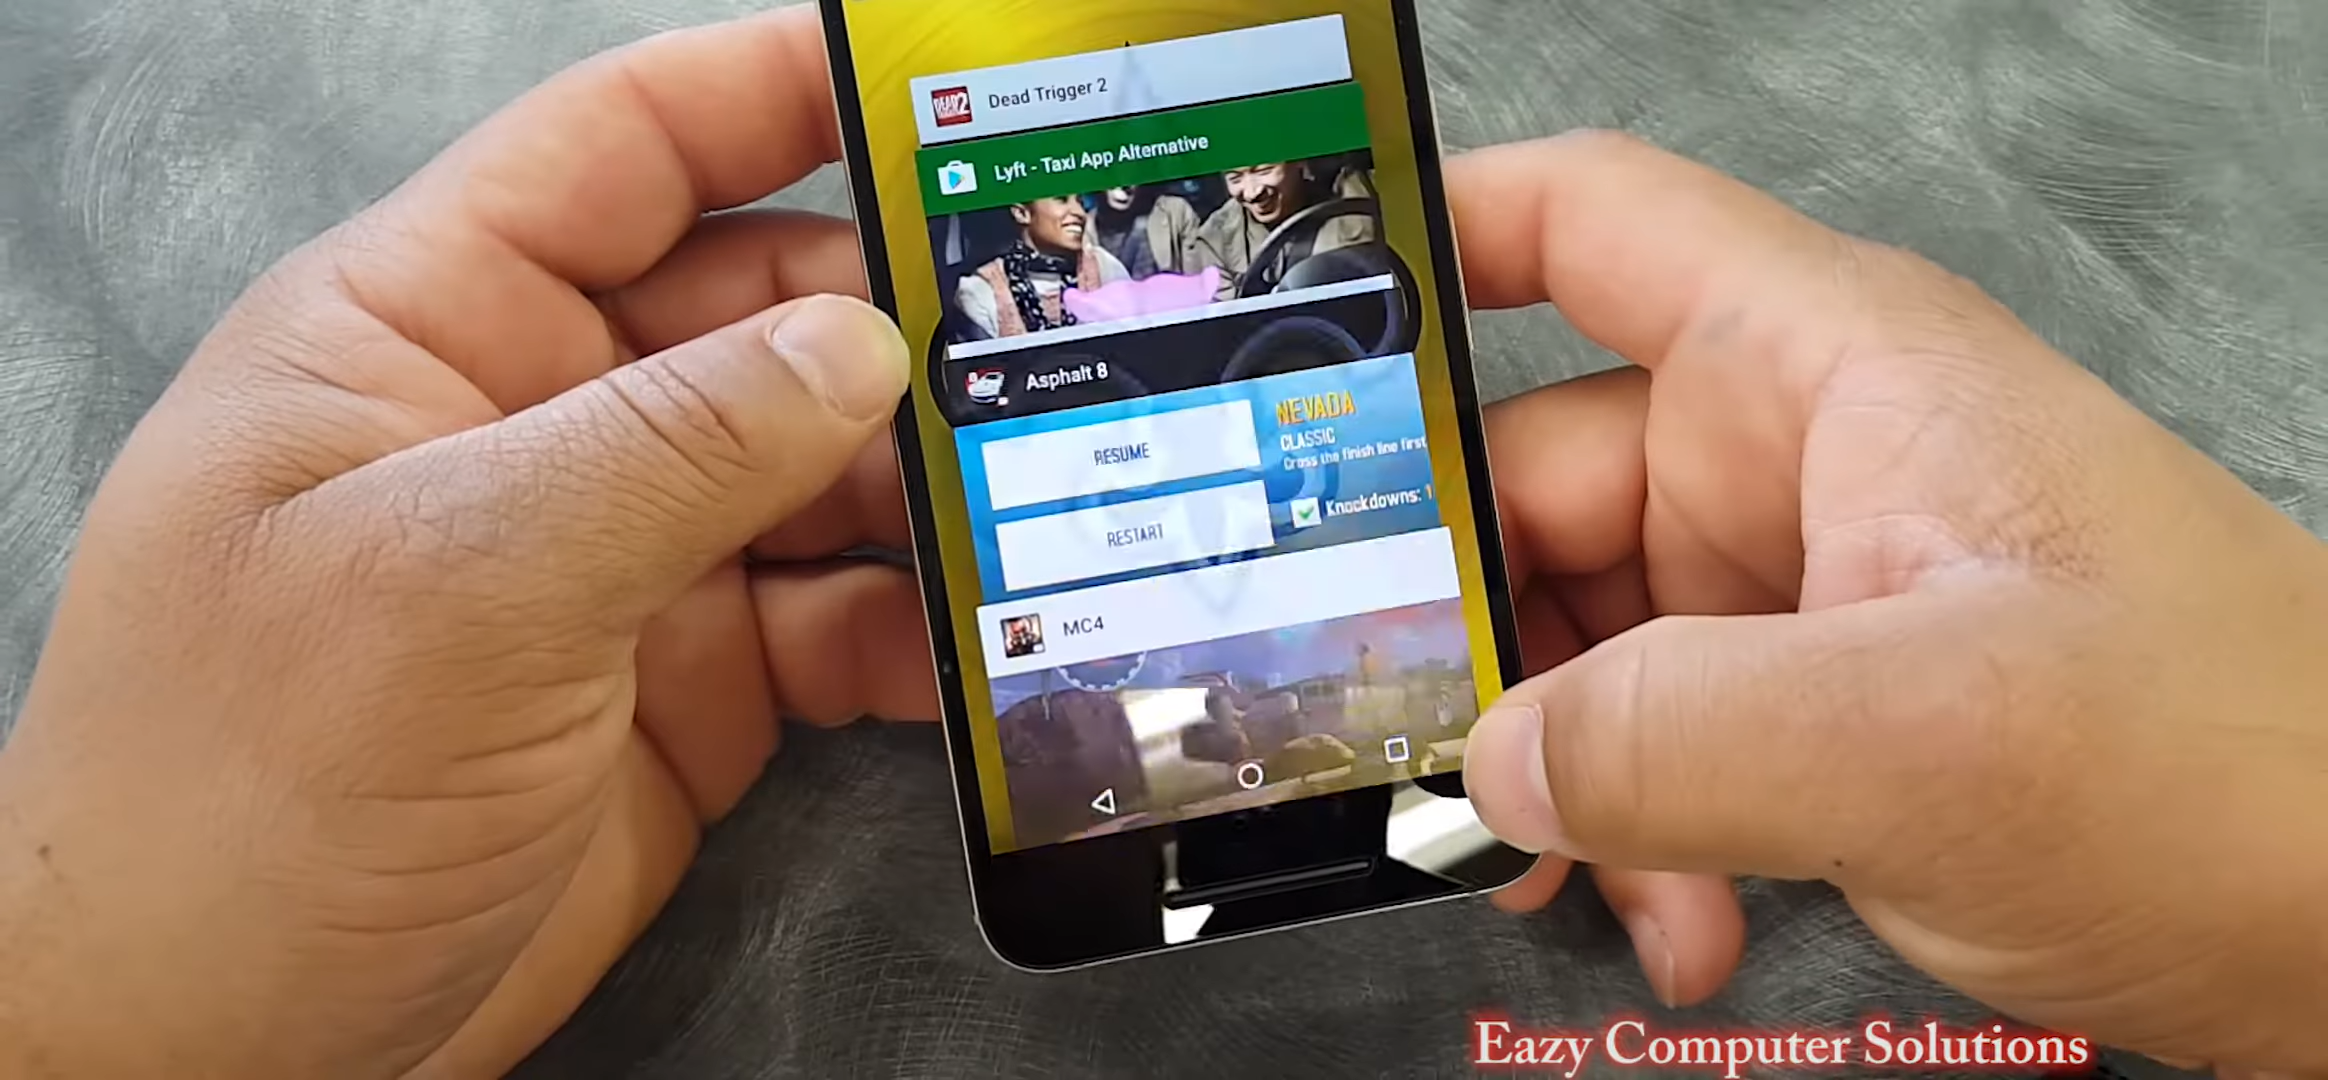 Dead Trigger 2
Lyft - Taxi App Alternative
Asphalt 8
RESUME
NEVADA
CLASSIC
Cross the finish line first
RESTART
Knockdowns: 1
MC4
Eazy Computer Solutions